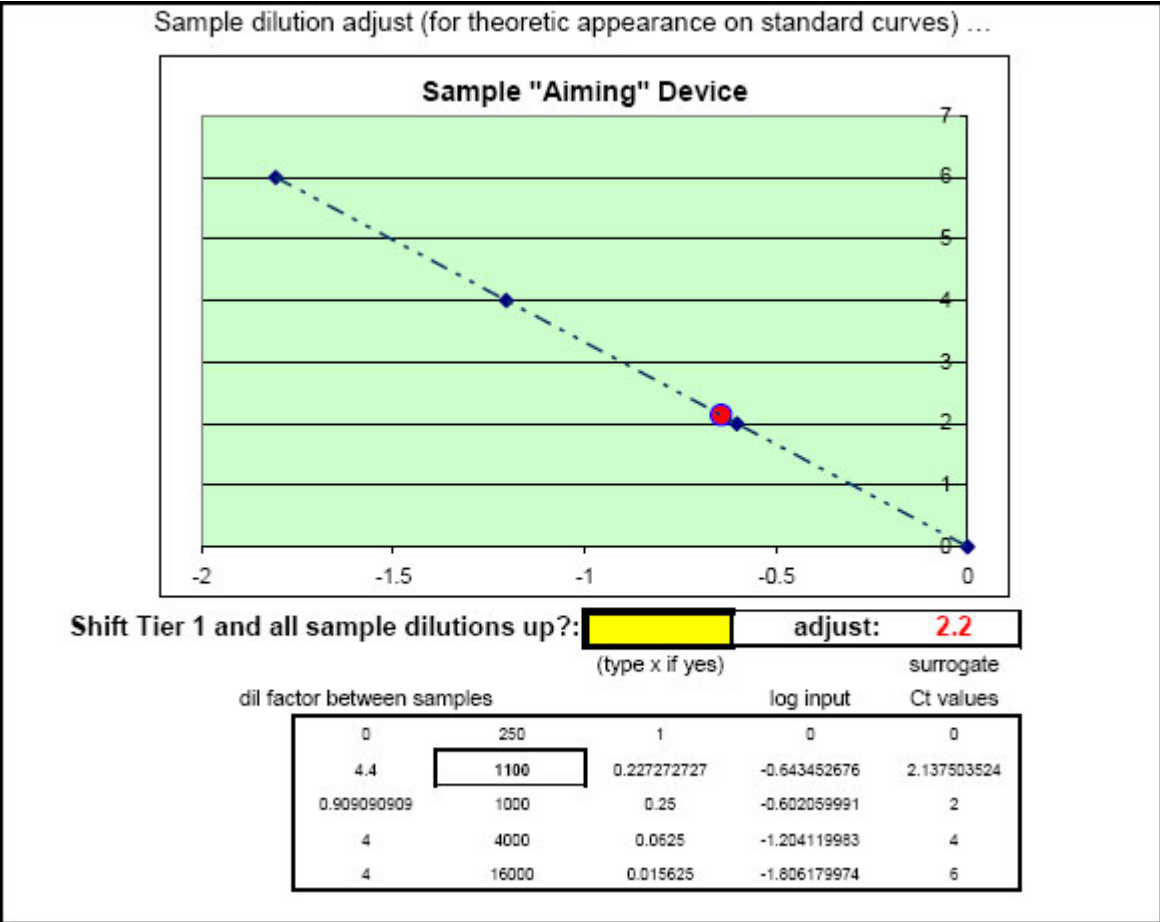 Sample dilution adjust (for theoretic appearance on standard curves) ...
Sample "Aiming" Device
7
6
5
4
3
2
1
0
-2 -1.5 -1 -0.5 0
Shift Tier 1 and all sample dilutions up?: adjust: 2.2
(type x if yes) surrogate
dil factor between samples log input Ct values
0 250 1 0 0
4.4 1100 0.227272727 -0.643452676 2.137503524
0.909090909 1000 0.25 -0.602059991 2
4 4000 0.0625 -1.204119983 4
4 16000 0.015625 -1.806179974 6